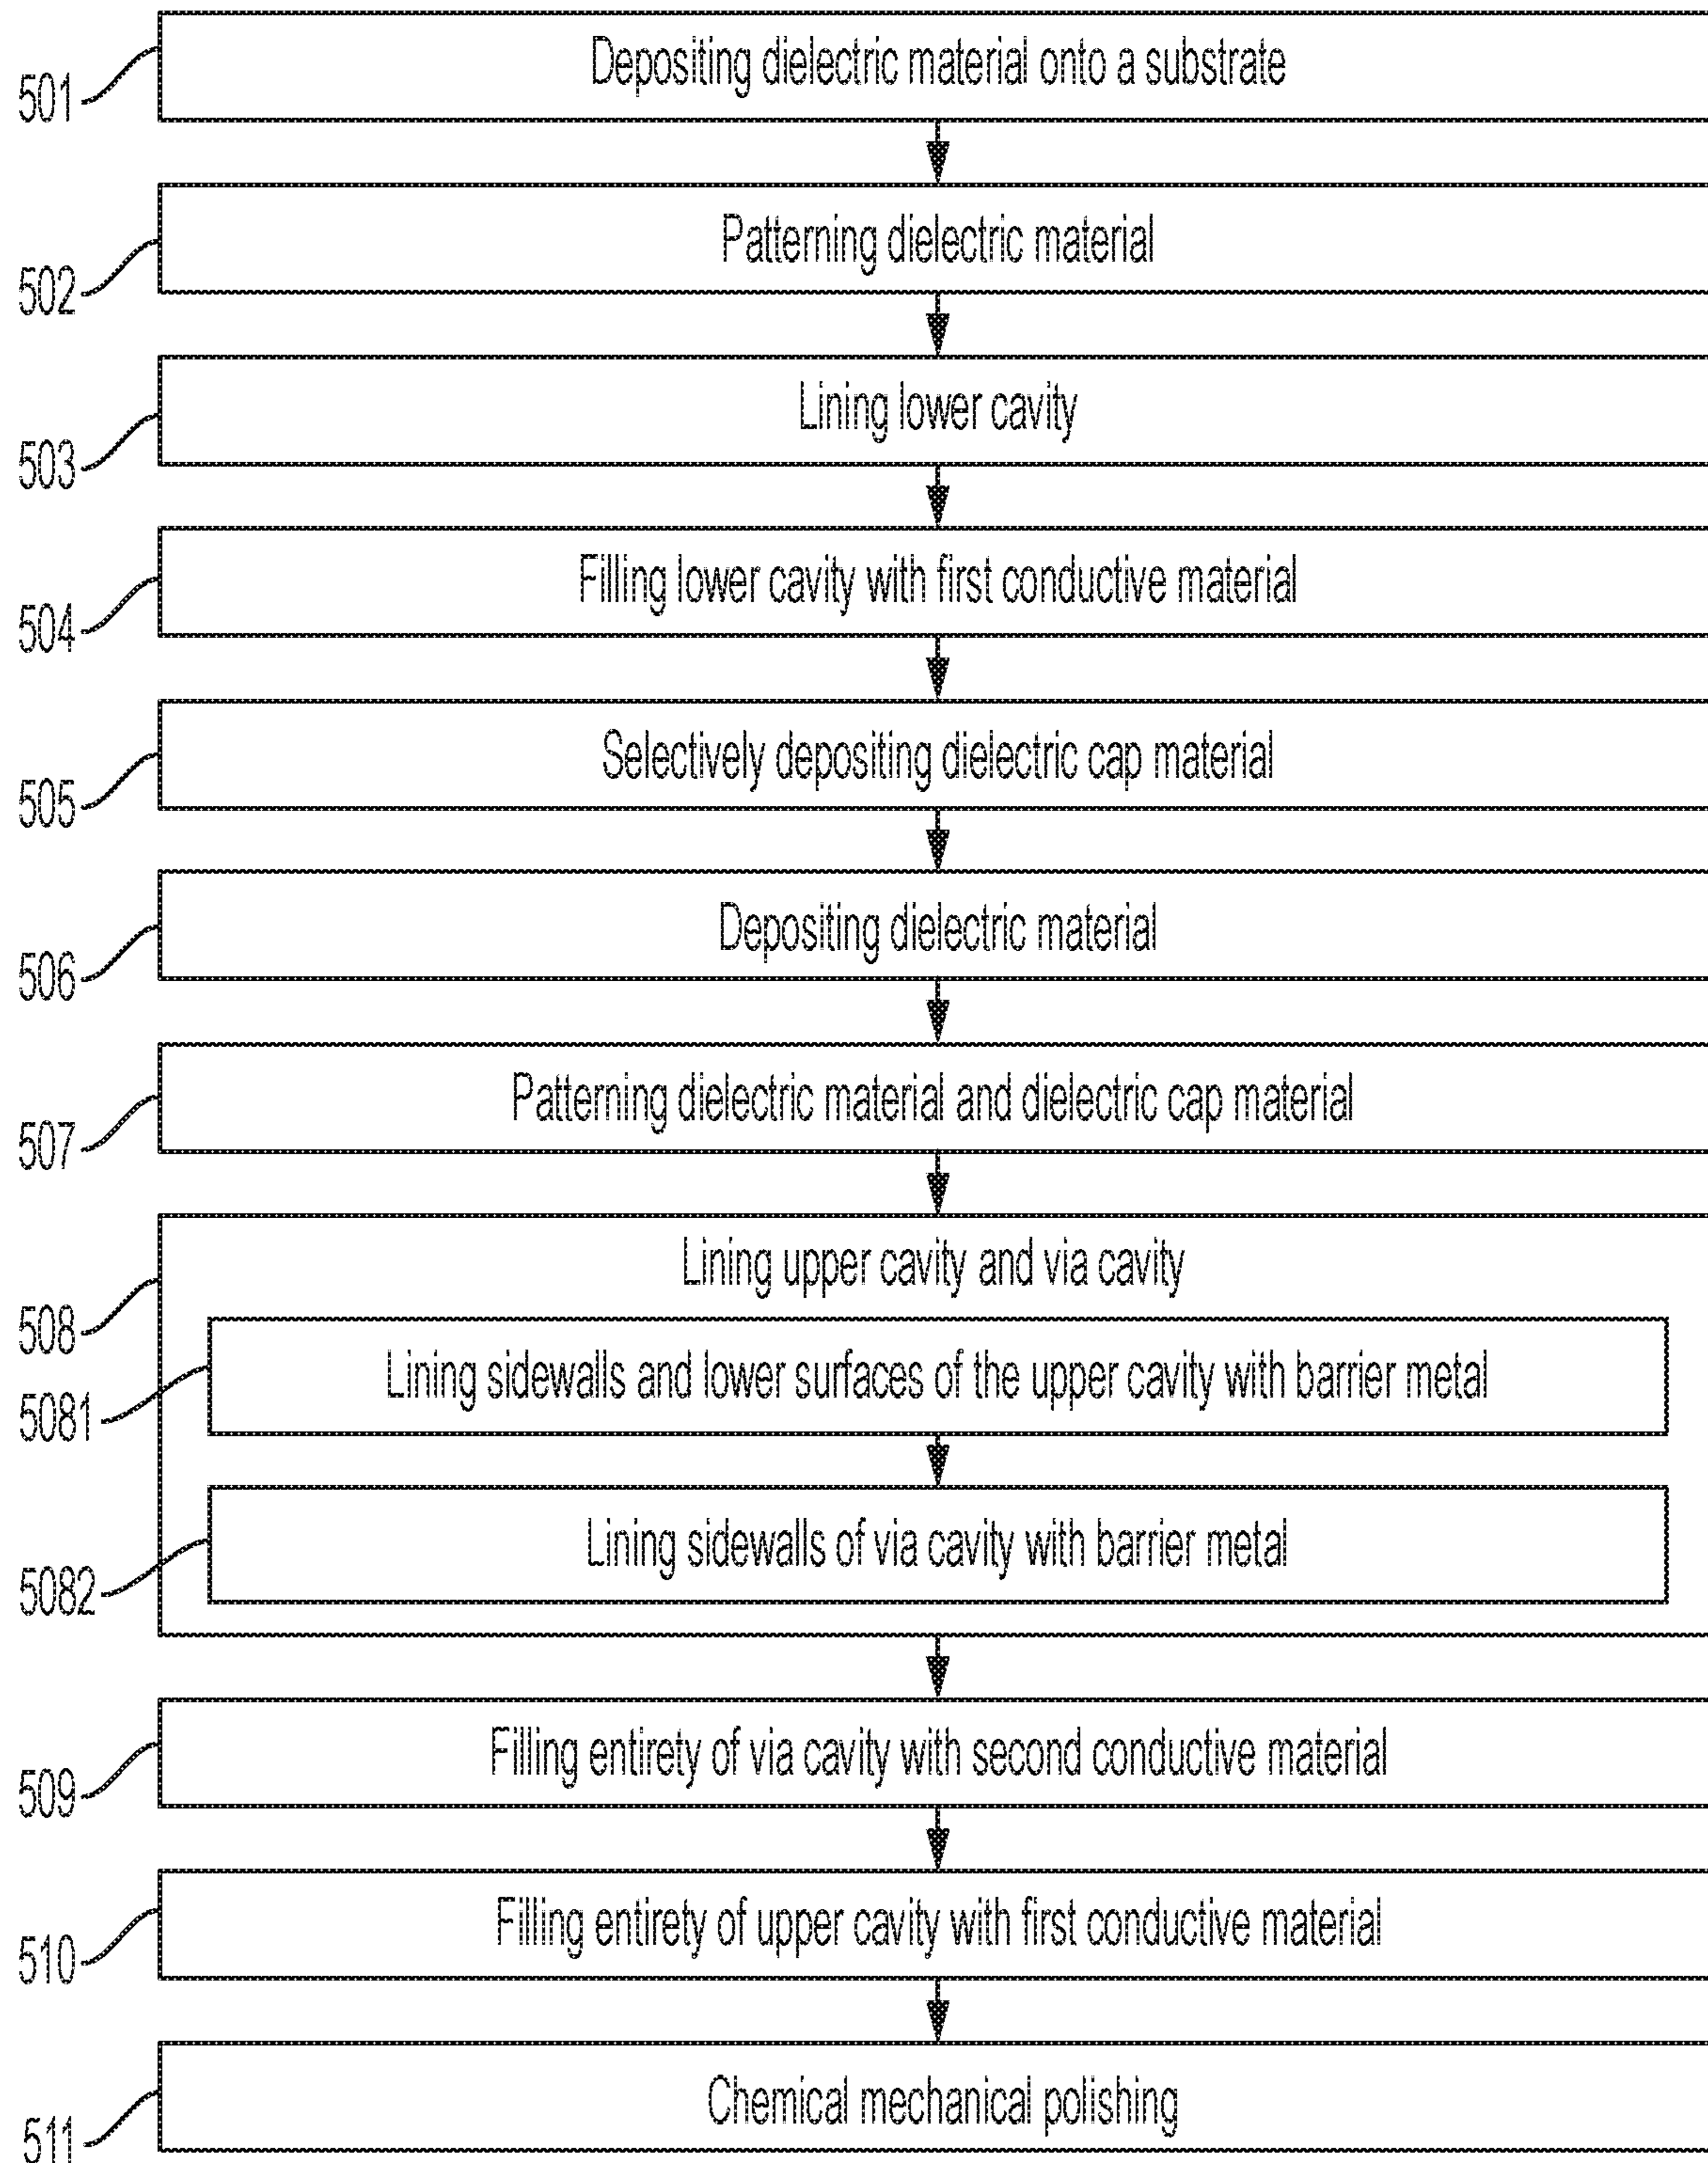 Depositing dielectric material onto a substrate
501
Patterning dielectric material
502
Lining lower cavity
503
Filling lower cavity with first conductive material
504
Selectively depositing dielectric cap material
505
Depositing dielectric material
506
Patterning dielectric material and dielectric cap material
507
Lining upper cavity and via cavity
508
Lining sidewalls and lower surfaces of the upper cavity with barrier metal
5081
Lining sidewalls of via cavity with barrier metal
5082
Filling entirety of via cavity with second conductive material
509
Filling entirety of upper cavity with first conductive material
510
Chemical mechanical polishing
511